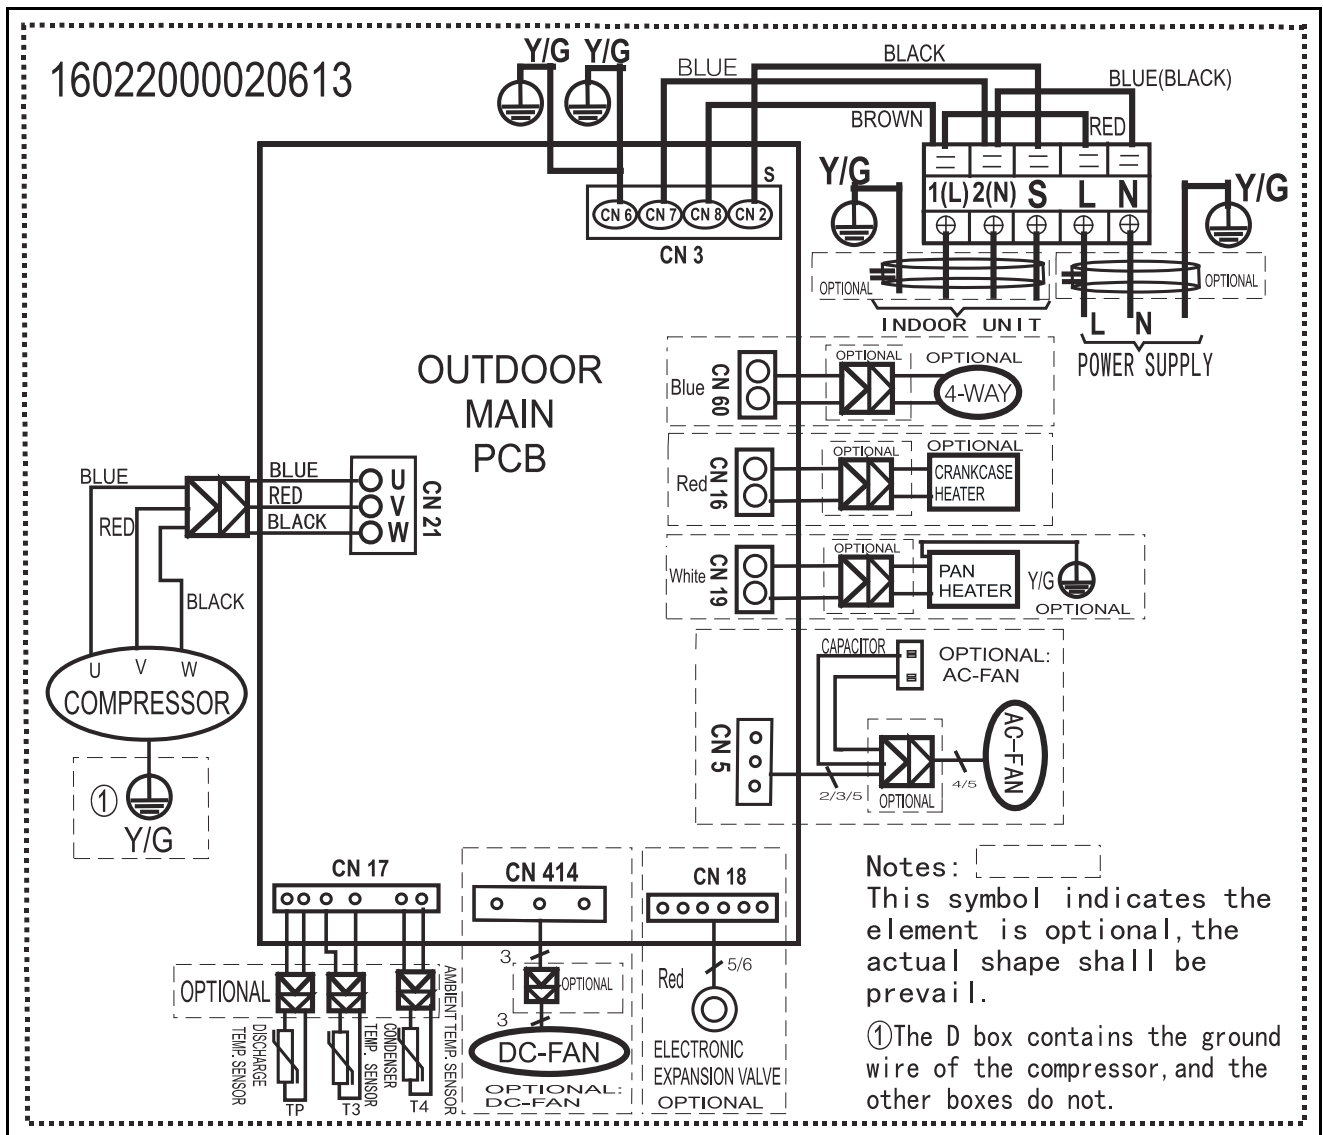 16022000020613
Y/G Y/G
BLUE
BLACK
BLUE(BLACK)
BROWN
RED
S
CN 6 CN 7 CN 8 CN 2
CN 3
Y/G
1(L) 2(N) S L N
Y/G
OPTIONAL
OPTIONAL
INDOOR UNIT
L N
POWER SUPPLY
OUTDOOR
MAIN
PCB
Blue
CN 60
OPTIONAL
OPTIONAL
4-WAY
Red
CN 16
OPTIONAL
OPTIONAL
CRANKCASE
HEATER
White
CN 19
OPTIONAL
PAN
HEATER
Y/G
OPTIONAL
BLUE
RED
BLACK
BLUE
RED
BLACK
U
V
W
CN 21
U V W
COMPRESSOR
①
Y/G
CAPACITOR
OPTIONAL:
AC-FAN
CN 5
2/3/5
OPTIONAL
4/5
AC-FAN
CN 17
OPTIONAL
DISCHARGE
TEMP. SENSOR
TP
CONDENSER
TEMP. SENSOR
T3
AMBIENT TEMP. SENSOR
T4
CN 414
3
OPTIONAL
3
DC-FAN
OPTIONAL:
DC-FAN
CN 18
Red
5/6
ELECTRONIC
EXPANSION VALVE
OPTIONAL
Notes:
This symbol indicates the
element is optional,the
actual shape shall be
prevail.
①The D box contains the ground
wire of the compressor,and the
other boxes do not.